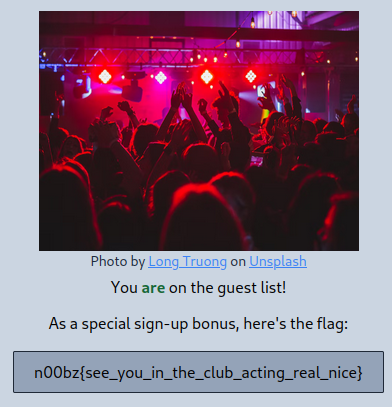 Photo by Long Truong on Unsplash
You are on the guest list!
As a special sign-up bonus, here's the flag:
n00bz{see_you_in_the_club_acting_real_nice}